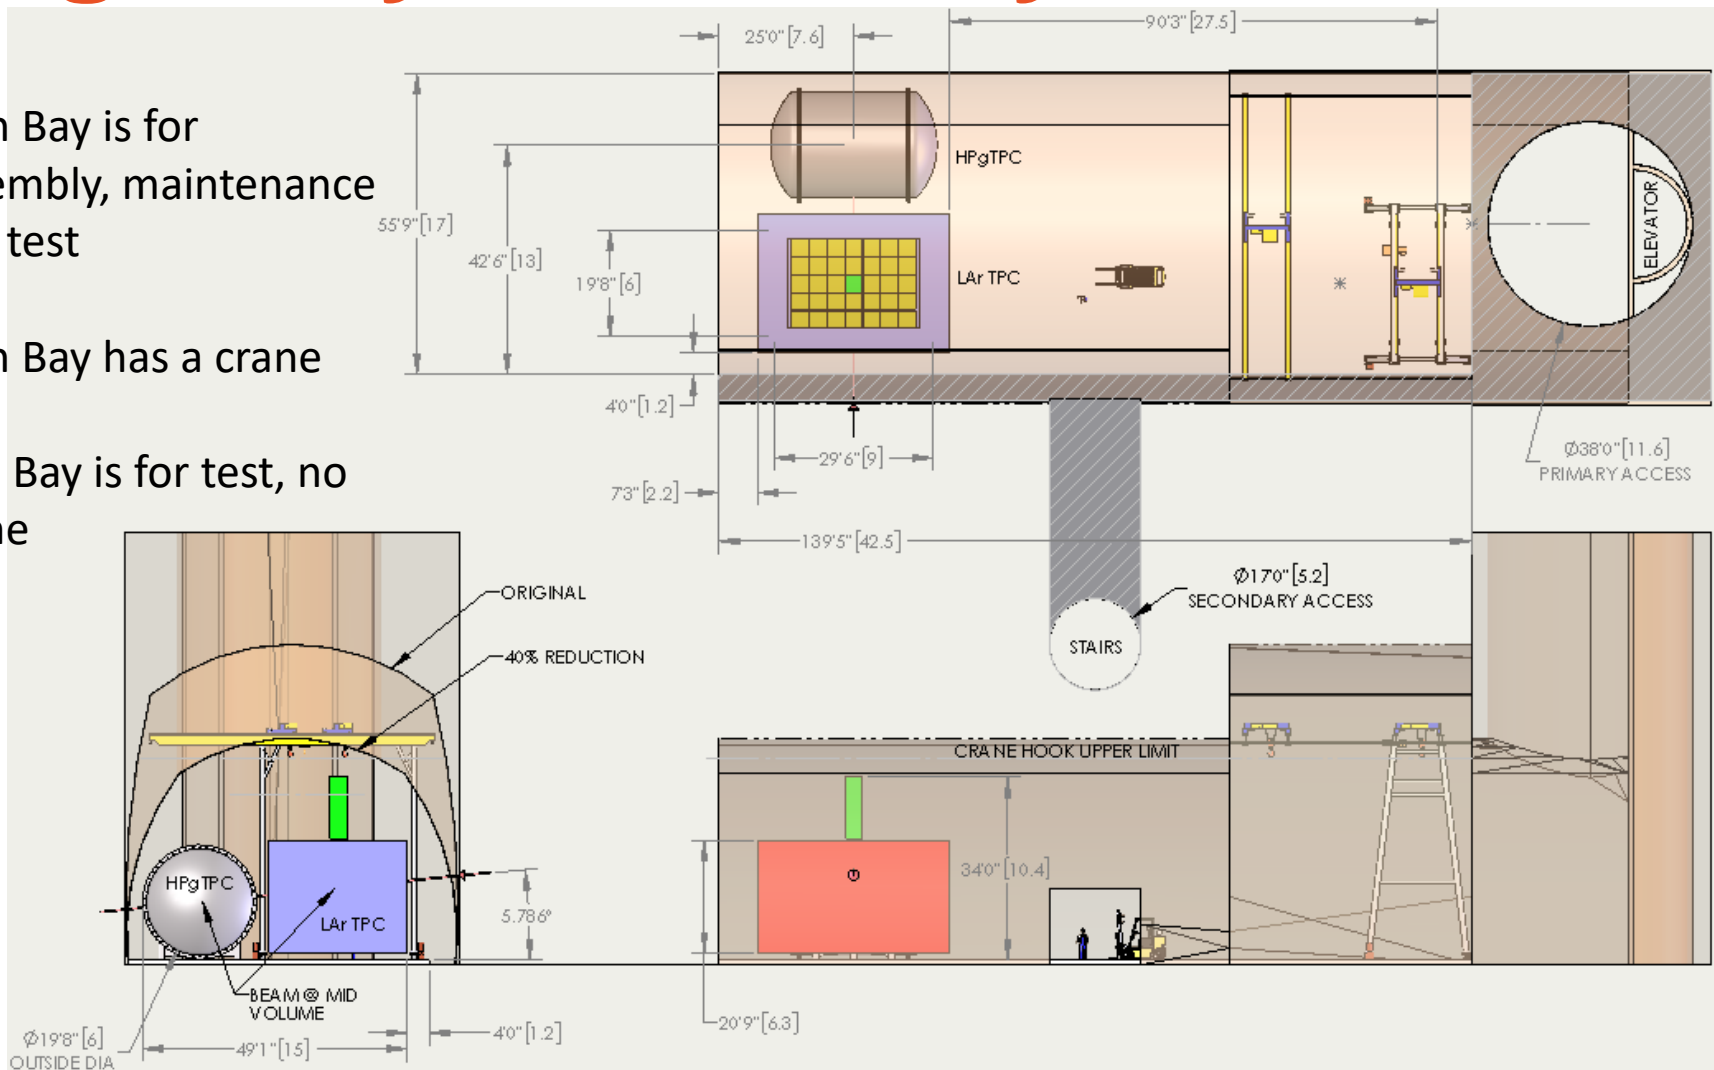 n Bay is for
embly, maintenance
test
n Bay has a crane
Bay is for test, no
ne
25'0" [7.6]
90'3" [27.5]
HPgTPC
55'9" [17]
42'6" [13]
19'8" [6]
LAr TPC
ELEVATOR
4'0" [1.2]
29'6" [9]
7'3" [2.2]
Ø38'0" [11.6]
PRIMARY ACCESS
139'5" [42.5]
Ø17'0" [5.2]
SECONDARY ACCESS
STAIRS
ORIGINAL
40% REDUCTION
CRANE HOOK UPPER LIMIT
HPgTPC
LAr TPC
5.786°
34'0" [10.4]
BEAM @ MID
VOLUME
20'9" [6.3]
Ø19'8" [6]
OUTSIDE DIA
49'1" [15]
4'0" [1.2]